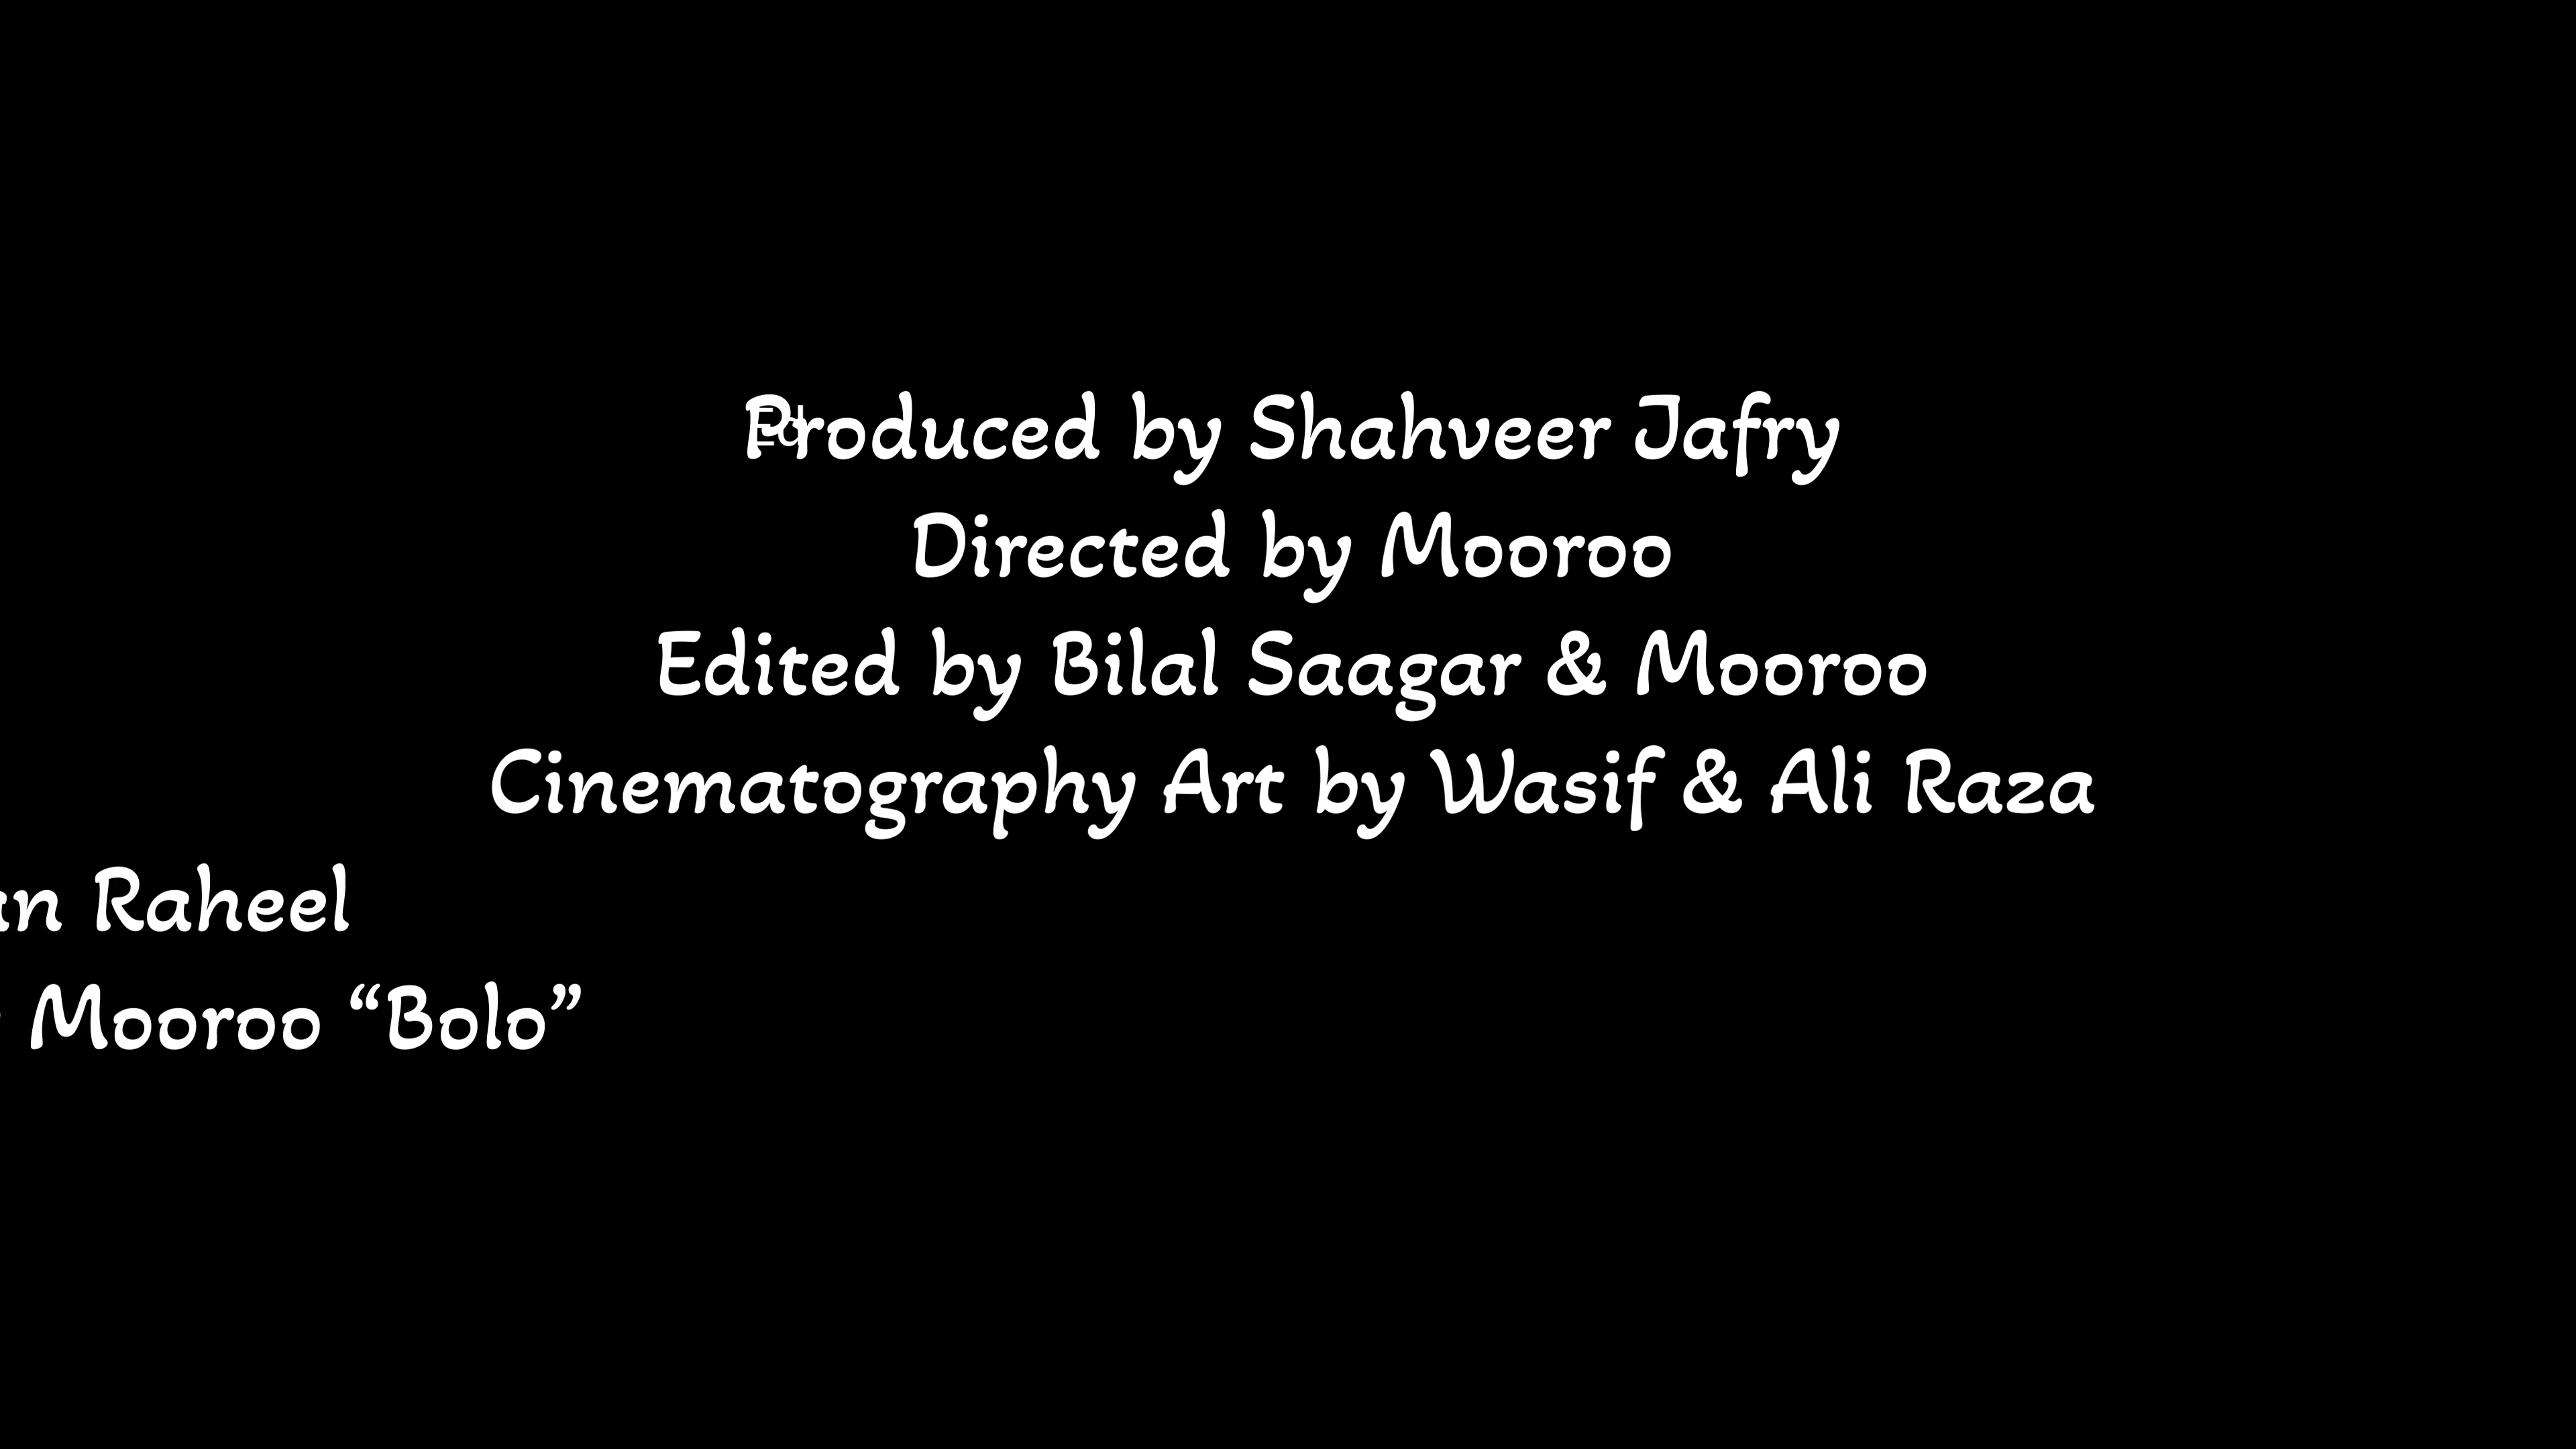 Produced by Shahveer Jafry
Directed by Mooroo
Edited by Bilal Saagar & Mooroo
Cinematography Art by Wasif & Ali Raza
Raheel
Mooroo “Bolo”